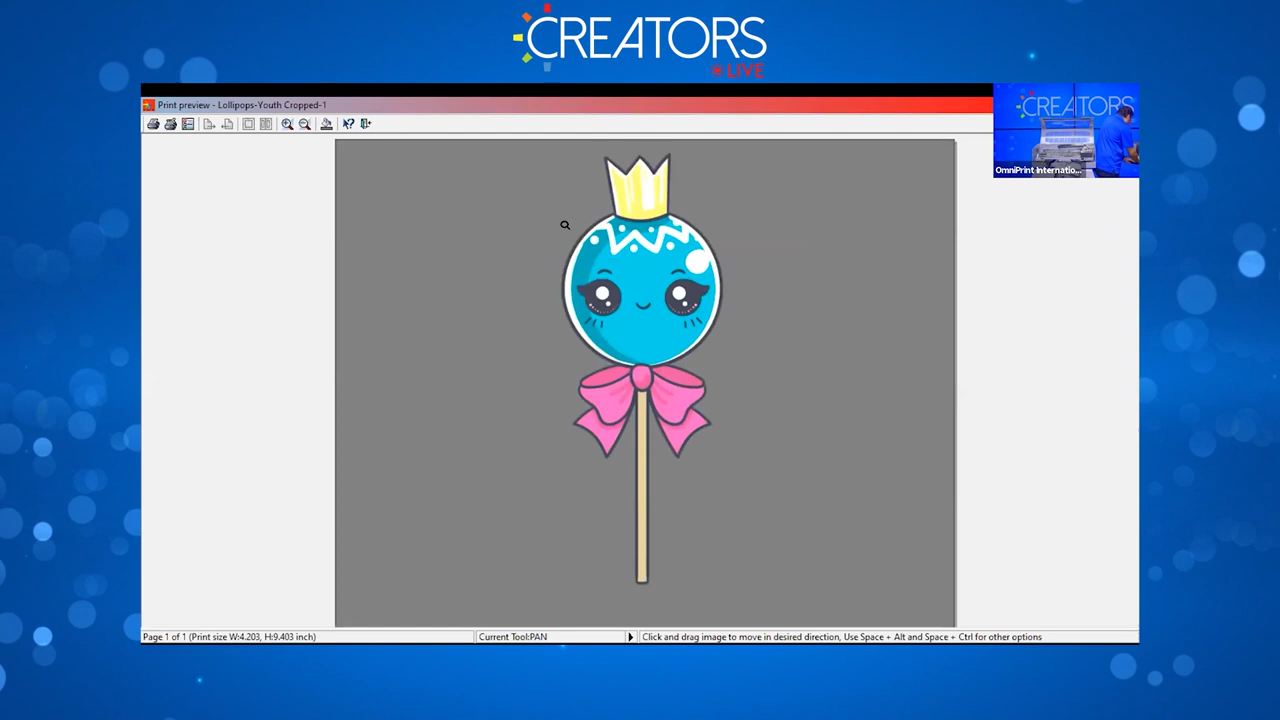 CREATORS
LIVE
Print preview - Lollipops-Youth Cropped-1
CREATORS
OmniPrint Internatio...
Page 1 of 1 (Print size W:4.203, H:9.403 inch)
Current Tool:PAN
Click and drag image to move in desired direction, Use Space + Alt and Space + Ctrl for other options